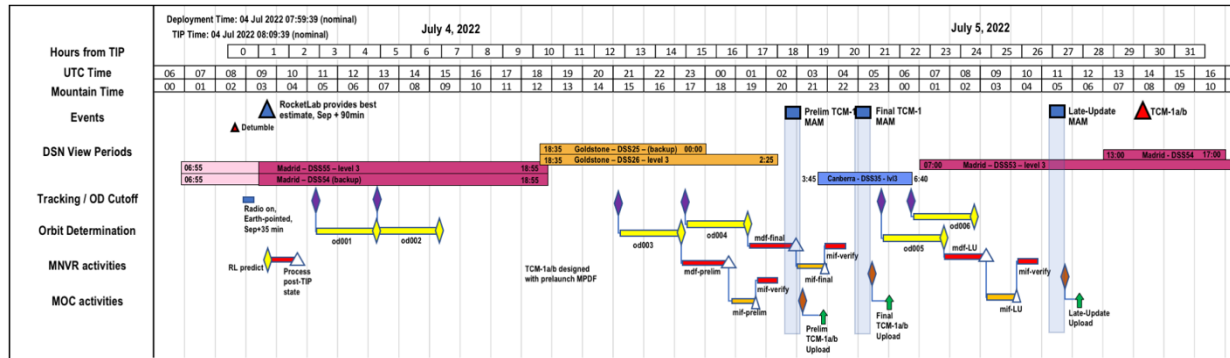 Deployment Time: 04 Jul 2022 07:59:39 (nominal)
TIP Time: 04 Jul 2022 08:09:39 (nominal)
July 4, 2022
July 5, 2022
Hours from TIP
0 1 2 3 4 5 6 7 8 9 10 11 12 13 14 15 16 17 18 19 20 21 22 23 24 25 26 27 28 29 30 31
UTC Time
06 07 08 09 10 11 12 13 14 15 16 17 18 19 20 21 22 23 00 01 02 03 04 05 06 07 08 09 10 11 12 13 14 15 16
Mountain Time
00 01 02 03 04 05 06 07 08 09 10 11 12 13 14 15 16 17 18 19 20 21 22 23 00 01 02 03 04 05 06 07 08 09 10
Events
RocketLab provides best
estimate, Sep + 90min
Detumble
Prelim TCM-1
MAM
Final TCM-1
MAM
Late-Update
MAM
TCM-1a/b
DSN View Periods
18:35 Goldstone – DSS25 – (backup) 00:00
18:35 Goldstone – DSS26 – level 3 2:25
13:00 Madrid - DSS54 17:00
06:55 Madrid – DSS55 – level 3 18:55
07:00 Madrid – DSS53 – level 3
06:55 Madrid – DSS54 (backup) 18:55
3:45 Canberra - DSS35 - lvl3 6:40
Tracking / OD Cutoff
Radio on,
Earth-pointed,
Sep+35 min
Orbit Determination
od001
od002
od003
od004
od005
od006
mdf-final
mdf-LU
MNVR activities
RL predict
Process
post-TIP
state
TCM-1a/b designed
with prelaunch MPDF
mdf-prelim
mif-verify
mif-final
mif-verify
mif-verify
MOC activities
mif-prelim
mif-LU
Prelim
TCM-1a/b
Upload
Final
TCM-1a/b
Upload
Late-Update
Upload